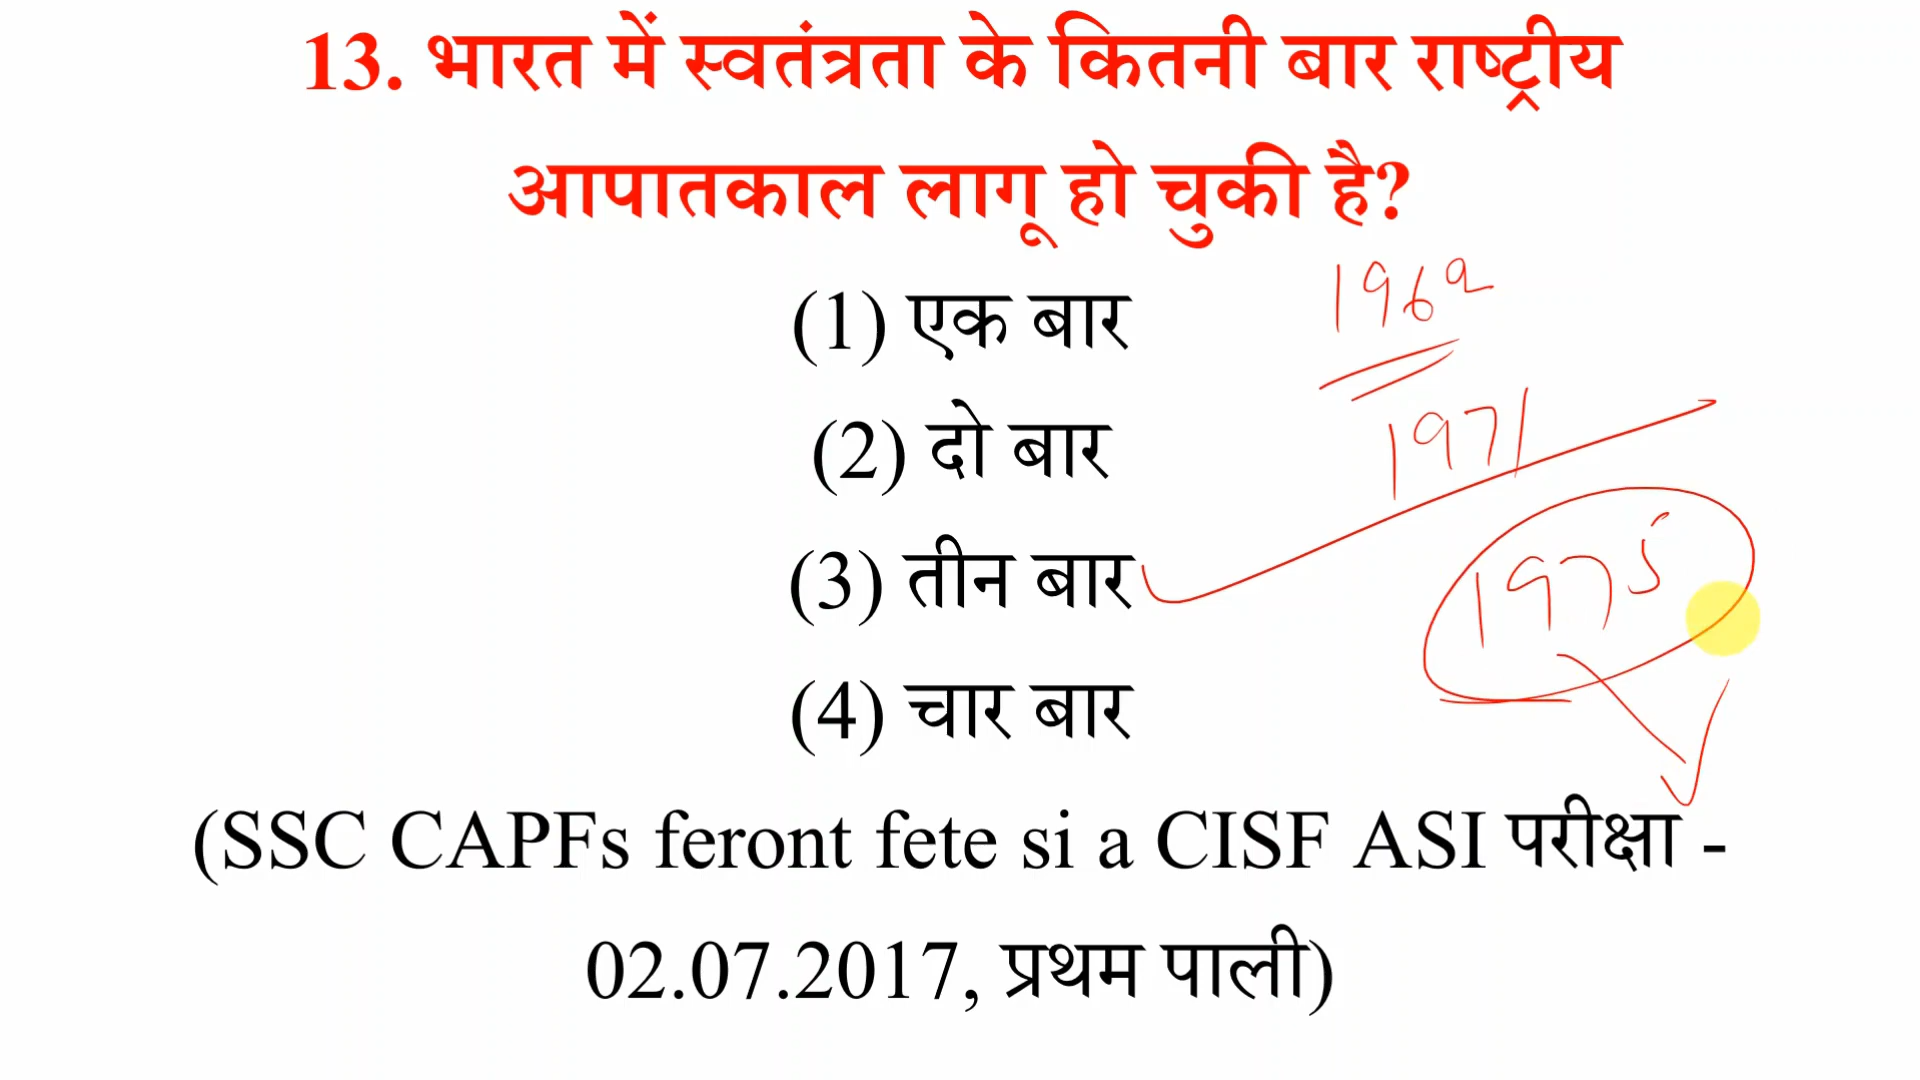 13. भारत में स्वतंत्रता के कितनी बार राष्ट्रीय
आपातकाल लागू हो चुकी है?
(1) एक बार
1962
(2) दो बार
1971
(3) तीन बार
1975
(4) चार बार
(SSC CAPFs feront fete si a CISF ASI परीक्षा -
02.07.2017, प्रथम पाली)